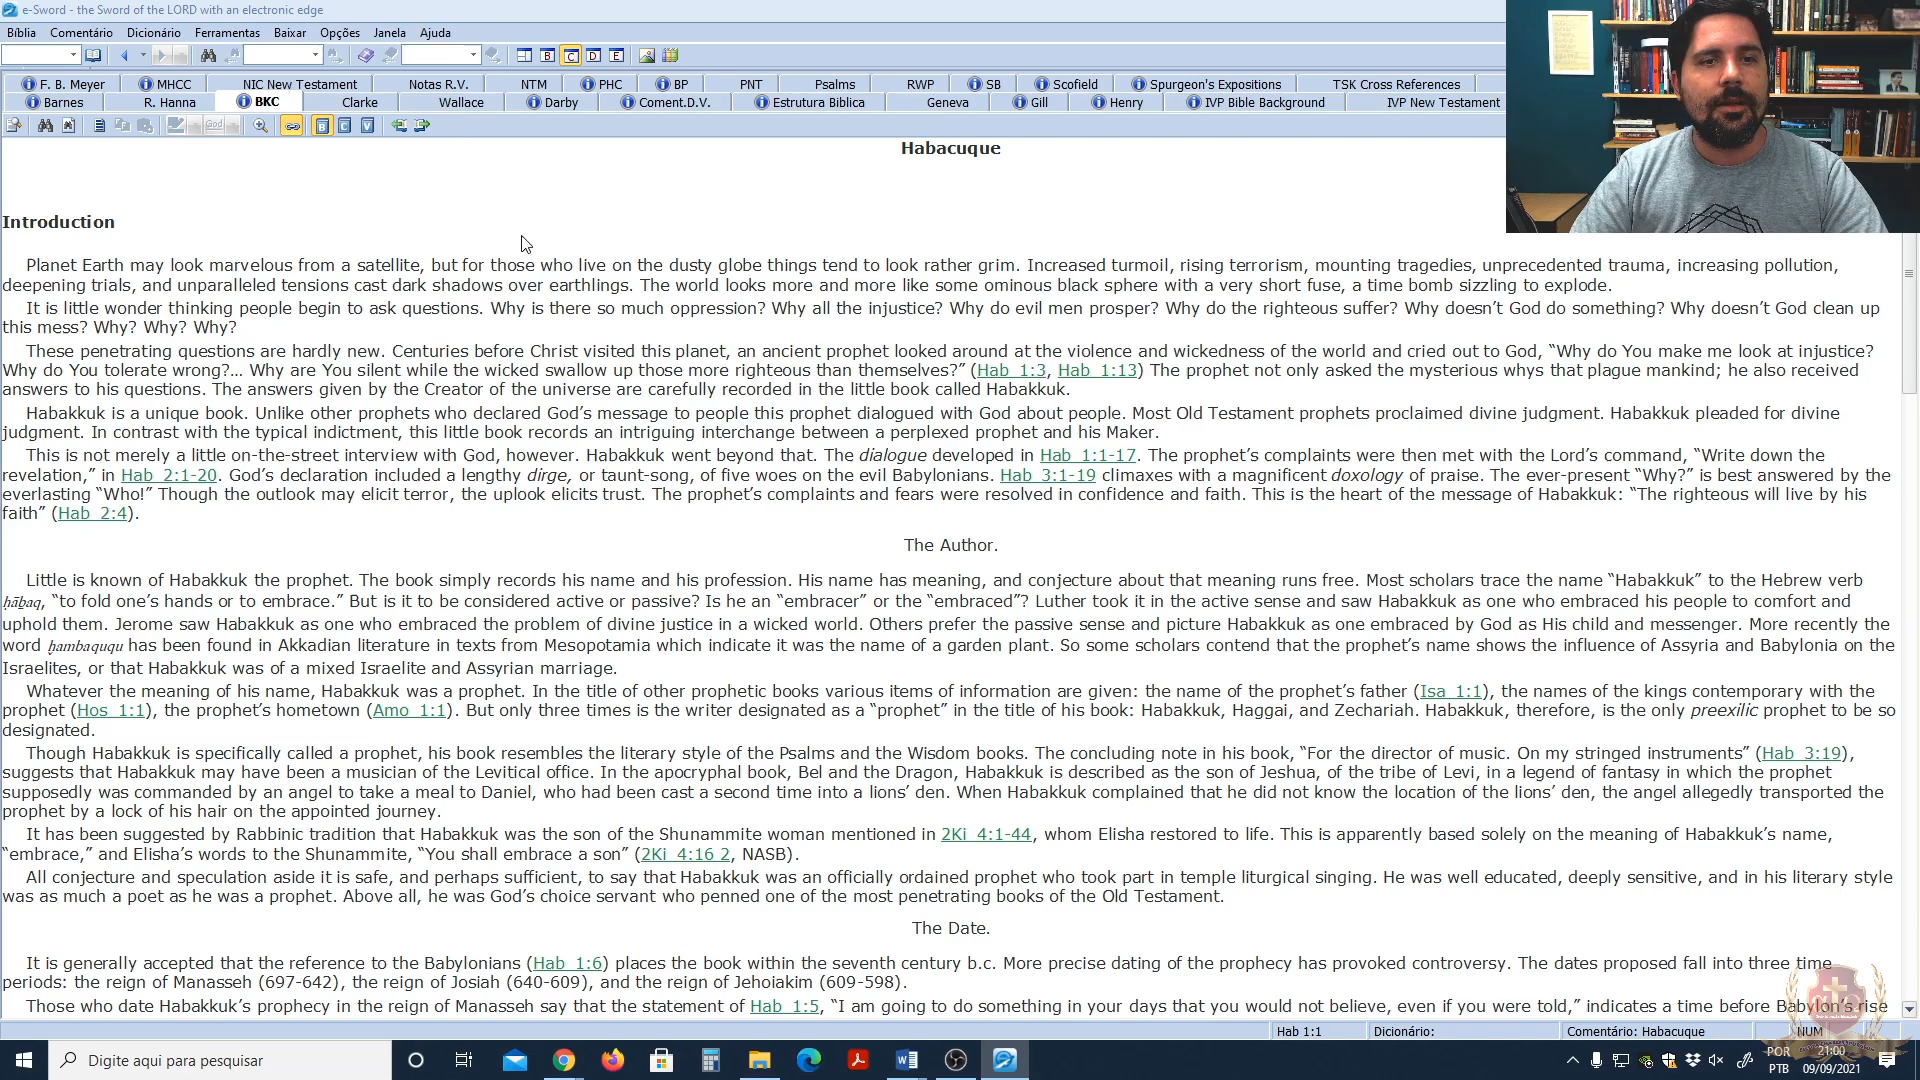 e-Sword - the Sword of the LORD with an electronic edge
Bíblia Comentário Dicionário Ferramentas Baixar Opções Janela Ajuda
B C D E
F. B. Meyer MHCC NIC New Testament Notas R.V. NTM PHC BP PNT Psalms RWP SB Scofield Spurgeon's Expositions TSK Cross References
Barnes R. Hanna BKC Clarke Wallace Darby Coment.D.V. Estrutura Biblica Geneva Gill Henry IVP Bible Background IVP New Testament
God B C V
Habacuque
Introduction
Planet Earth may look marvelous from a satellite, but for those who live on the dusty globe things tend to look rather grim. Increased turmoil, rising terrorism, mounting tragedies, unprecedented trauma, increasing pollution,
deepening trials, and unparalleled tensions cast dark shadows over earthlings. The world looks more and more like some ominous black sphere with a very short fuse, a time bomb sizzling to explode.
It is little wonder thinking people begin to ask questions. Why is there so much oppression? Why all the injustice? Why do evil men prosper? Why do the righteous suffer? Why doesn’t God do something? Why doesn’t God clean up
this mess? Why? Why? Why?
These penetrating questions are hardly new. Centuries before Christ visited this planet, an ancient prophet looked around at the violence and wickedness of the world and cried out to God, “Why do You make me look at injustice?
Why do You tolerate wrong?... Why are You silent while the wicked swallow up those more righteous than themselves?” (Hab_1:3, Hab_1:13) The prophet not only asked the mysterious whys that plague mankind; he also received
answers to his questions. The answers given by the Creator of the universe are carefully recorded in the little book called Habakkuk.
Habakkuk is a unique book. Unlike other prophets who declared God’s message to people this prophet dialogued with God about people. Most Old Testament prophets proclaimed divine judgment. Habakkuk pleaded for divine
judgment. In contrast with the typical indictment, this little book records an intriguing interchange between a perplexed prophet and his Maker.
This is not merely a little on-the-street interview with God, however. Habakkuk went beyond that. The dialogue developed in Hab_1:1-17. The prophet’s complaints were then met with the Lord’s command, “Write down the
revelation,” in Hab_2:1-20. God’s declaration included a lengthy dirge, or taunt-song, of five woes on the evil Babylonians. Hab_3:1-19 climaxes with a magnificent doxology of praise. The ever-present “Why?” is best answered by the
everlasting “Who!” Though the outlook may elicit terror, the uplook elicits trust. The prophet’s complaints and fears were resolved in confidence and faith. This is the heart of the message of Habakkuk: “The righteous will live by his
faith” (Hab_2:4).
The Author.
Little is known of Habakkuk the prophet. The book simply records his name and his profession. His name has meaning, and conjecture about that meaning runs free. Most scholars trace the name “Habakkuk” to the Hebrew verb
ḥāḇaq, “to fold one’s hands or to embrace.” But is it to be considered active or passive? Is he an “embracer” or the “embraced”? Luther took it in the active sense and saw Habakkuk as one who embraced his people to comfort and
uphold them. Jerome saw Habakkuk as one who embraced the problem of divine justice in a wicked world. Others prefer the passive sense and picture Habakkuk as one embraced by God as His child and messenger. More recently the
word ḫambaququ has been found in Akkadian literature in texts from Mesopotamia which indicate it was the name of a garden plant. So some scholars contend that the prophet’s name shows the influence of Assyria and Babylonia on the
Israelites, or that Habakkuk was of a mixed Israelite and Assyrian marriage.
Whatever the meaning of his name, Habakkuk was a prophet. In the title of other prophetic books various items of information are given: the name of the prophet’s father (Isa_1:1), the names of the kings contemporary with the
prophet (Hos_1:1), the prophet’s hometown (Amo_1:1). But only three times is the writer designated as a “prophet” in the title of his book: Habakkuk, Haggai, and Zechariah. Habakkuk, therefore, is the only preexilic prophet to be so
designated.
Though Habakkuk is specifically called a prophet, his book resembles the literary style of the Psalms and the Wisdom books. The concluding note in his book, “For the director of music. On my stringed instruments” (Hab_3:19),
suggests that Habakkuk may have been a musician of the Levitical office. In the apocryphal book, Bel and the Dragon, Habakkuk is described as the son of Jeshua, of the tribe of Levi, in a legend of fantasy in which the prophet
supposedly was commanded by an angel to take a meal to Daniel, who had been cast a second time into a lions’ den. When Habakkuk complained that he did not know the location of the lions’ den, the angel allegedly transported the
prophet by a lock of his hair on the appointed journey.
It has been suggested by Rabbinic tradition that Habakkuk was the son of the Shunammite woman mentioned in 2Ki_4:1-44, whom Elisha restored to life. This is apparently based solely on the meaning of Habakkuk’s name,
“embrace,” and Elisha’s words to the Shunammite, “You shall embrace a son” (2Ki_4:16_2, NASB).
All conjecture and speculation aside it is safe, and perhaps sufficient, to say that Habakkuk was an officially ordained prophet who took part in temple liturgical singing. He was well educated, deeply sensitive, and in his literary style
was as much a poet as he was a prophet. Above all, he was God’s choice servant who penned one of the most penetrating books of the Old Testament.
The Date.
It is generally accepted that the reference to the Babylonians (Hab_1:6) places the book within the seventh century b.c. More precise dating of the prophecy has provoked controversy. The dates proposed fall into three time
periods: the reign of Manasseh (697-642), the reign of Josiah (640-609), and the reign of Jehoiakim (609-598).
Those who date Habakkuk’s prophecy in the reign of Manasseh say that the statement of Hab_1:5, “I am going to do something in your days that you would not believe, even if you were told,” indicates a time before Babylon’s rise
Hab 1:1 Dicionário: Comentário: Habacuque NUM
Digite aqui para pesquisar
POR 21:00
PTB 09/09/2021